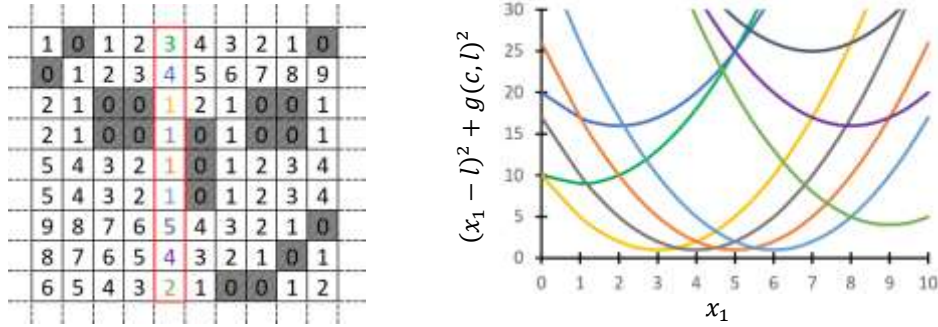 1 0 1 2 3 4 3 2 1 0
0 1 2 3 4 5 6 7 8 9
2 1 0 0 1 2 1 0 0 1
2 1 0 0 1 0 1 0 0 1
5 4 3 2 1 0 1 2 3 4
5 4 3 2 1 0 1 2 3 4
9 8 7 6 5 4 3 2 1 0
8 7 6 5 4 3 2 1 0 1
6 5 4 3 2 1 0 0 1 2
(x₁ − l)² + g(c, l)²
30
25
20
15
10
5
0
0 1 2 3 4 5 6 7 8 9 10
x₁